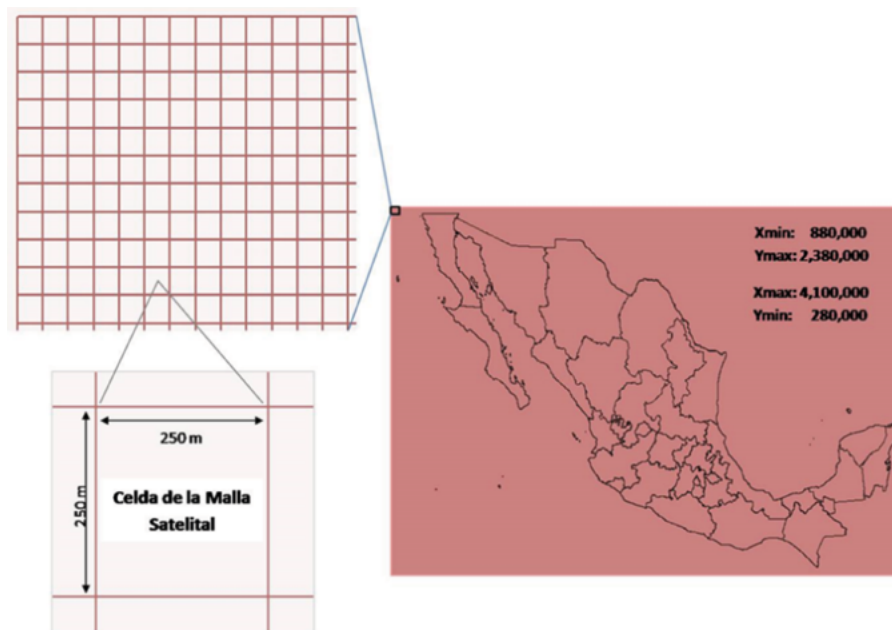 Xmin: 880,000
Ymax: 2,380,000
Xmax: 4,100,000
Ymin: 280,000
250 m
250 m
Celda de la Malla
Satelital